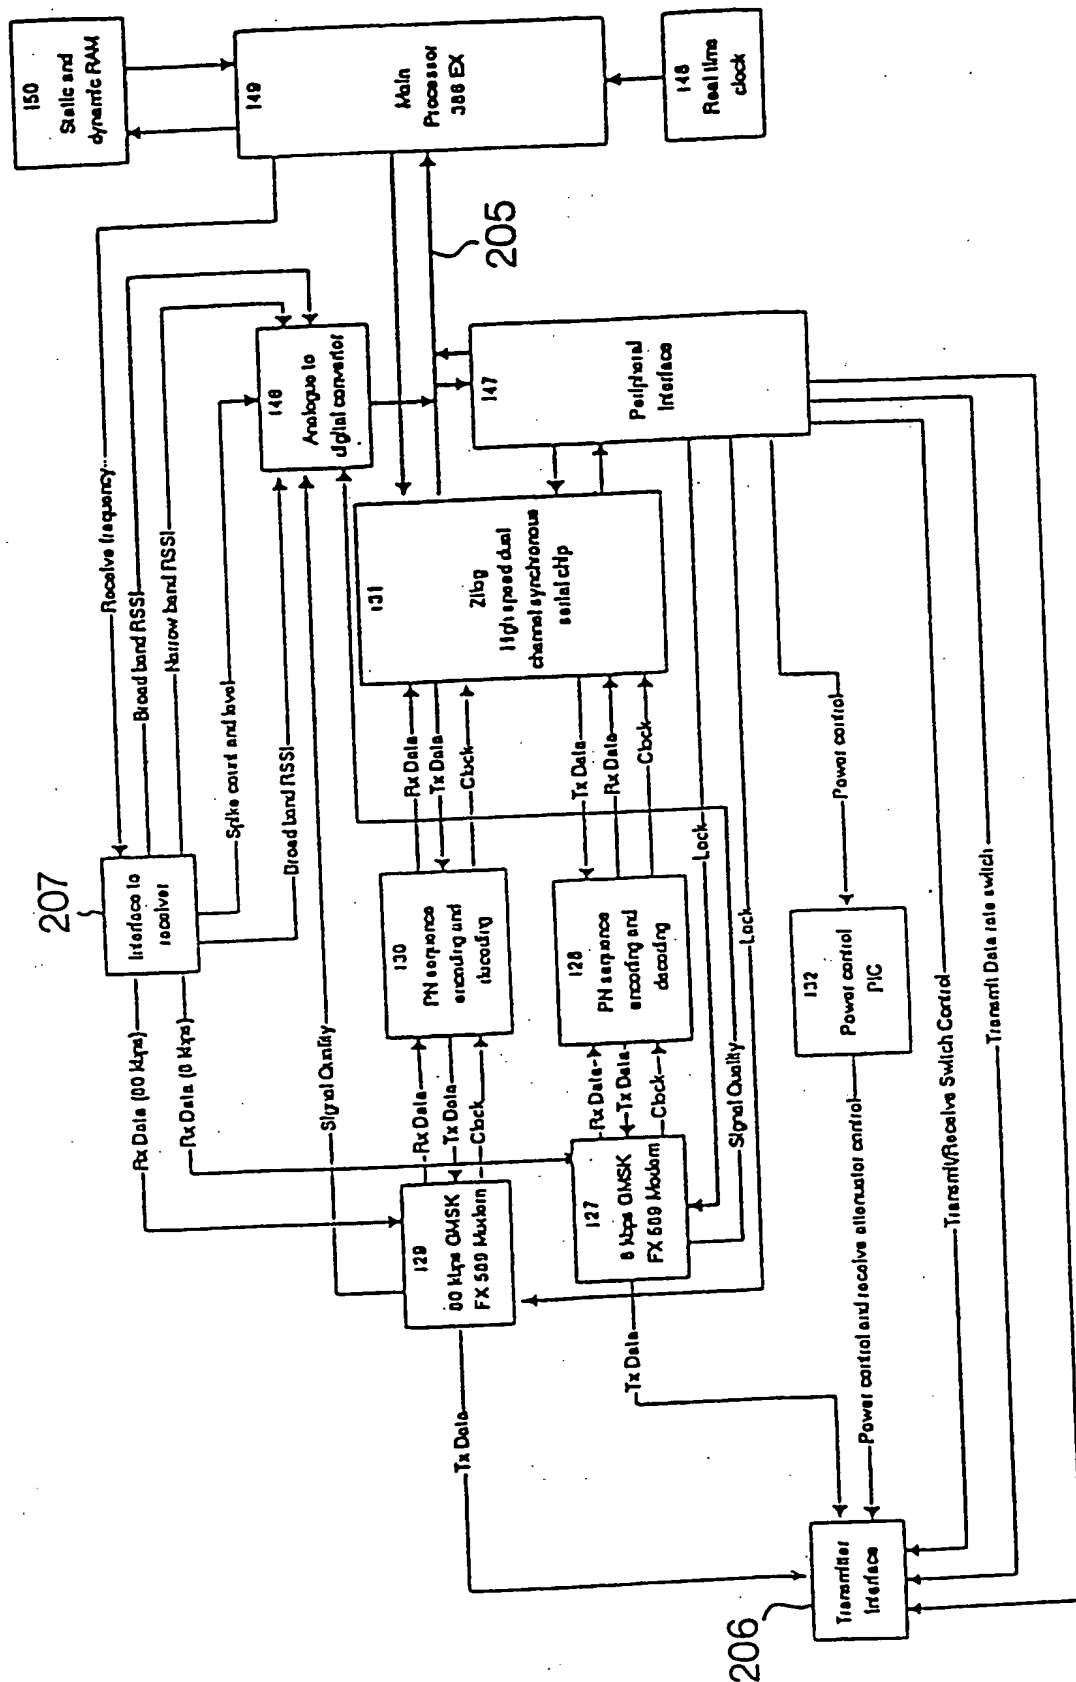 150
Static and
dynamic RAM
149
Main
Processor
386 EX
148
Real time
clock
205
Receive frequency
Broad band RSSI
Narrow band RSSI
Spike count and level
Broad band RSSI
146
Analogue to
digital convertor
147
Peripheral
Interface
131
Zilog
High speed dual
channel synchronous
serial chip
207
Interface to
receiver
Rx Data
Tx Data
Clock
Tx Data
Rx Data
Clock
Lock
Lock
Signal Quality
Signal Quality
Power control
130
PN sequence
encoding and
decoding
128
PN sequence
encoding and
decoding
132
Power control
PIC
Rx Data (80 kbps)
Rx Data (8 kbps)
Rx Data
Tx Data
Clock
Rx Data
Tx Data
Clock
129
80 kbps GMSK
FX 589 Modem
127
8 kbps GMSK
FX 589 Modem
Tx Data
Tx Data
Power control and receive attenuator control
Transmit/Receive Switch Control
Transmit Data rate switch
206
Transmitter
Interface